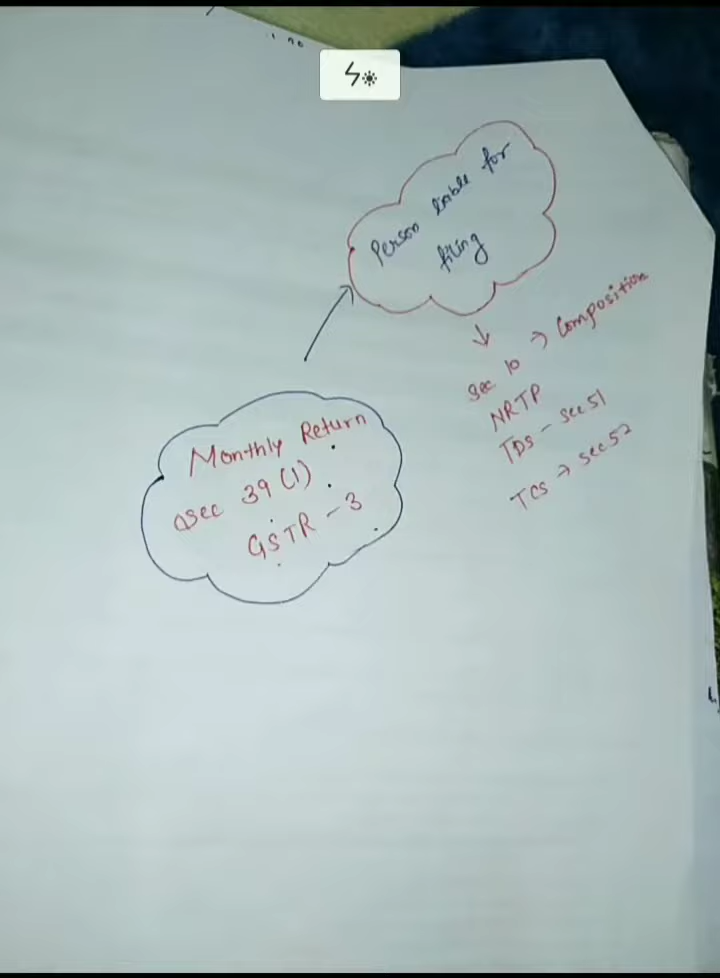 Person liable for
filing
Sec 10 → Composition
NRTP
TDS - Sec 51
TCS → Sec 52
Monthly Return
Sec 39 (1)
GSTR - 3